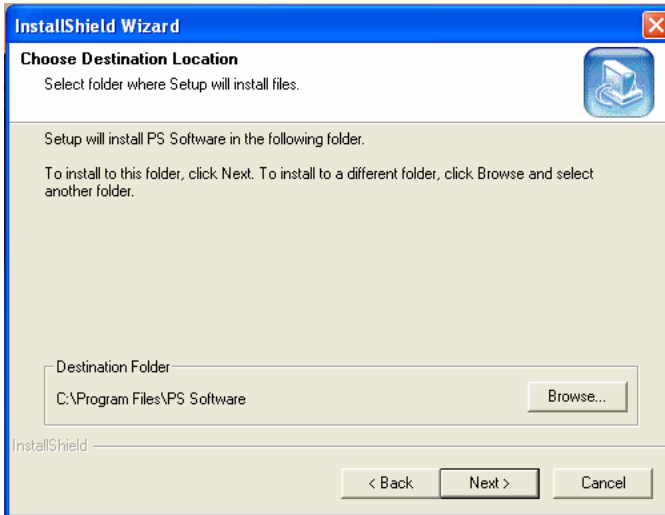 InstallShield Wizard
Choose Destination Location
Select folder where Setup will install files.
Setup will install PS Software in the following folder.
To install to this folder, click Next. To install to a different folder, click Browse and select
another folder.
Destination Folder
C:\Program Files\PS Software
Browse...
InstallShield
< Back
Next >
Cancel